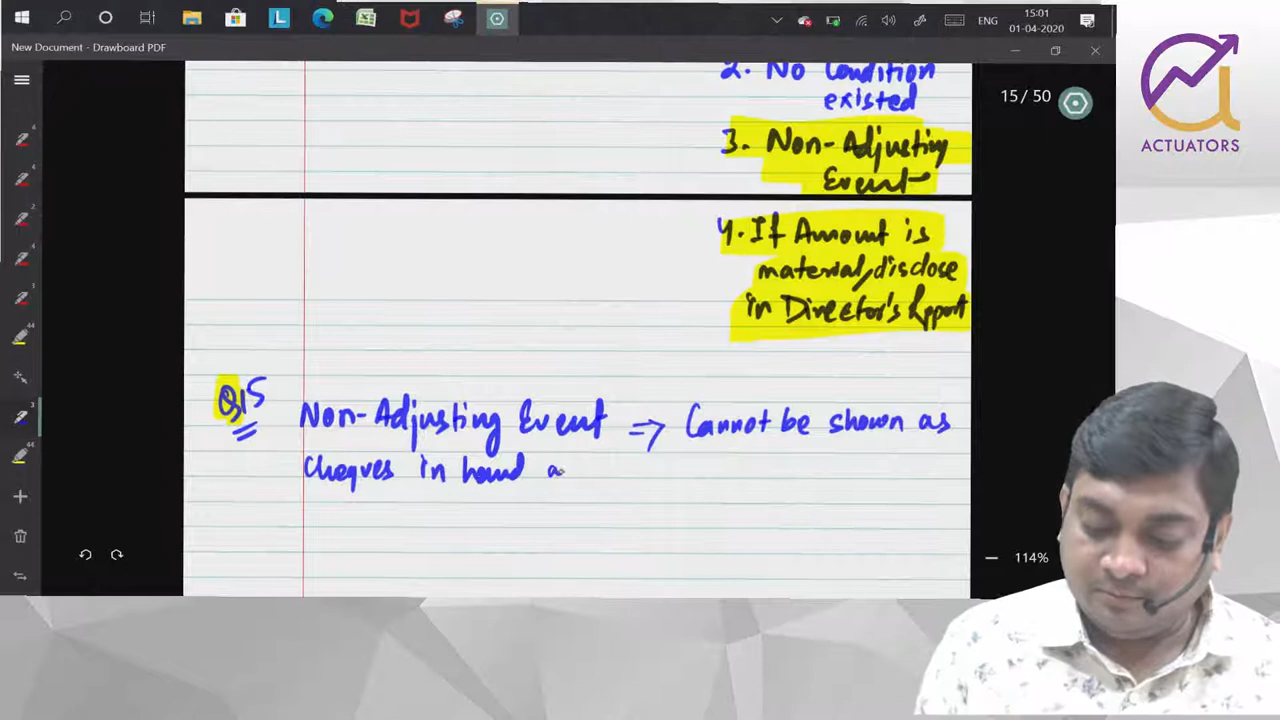 15:01
ENG
01-04-2020
New Document - Drawboard PDF
2. No Condition
existed
15 / 50
3. Non-Adjusting
Event
ACTUATORS
4. If Amount is
material, disclose
in Director's Report
Q15
Non-Adjusting Event => Cannot be shown as
Cheques in hand a
114%